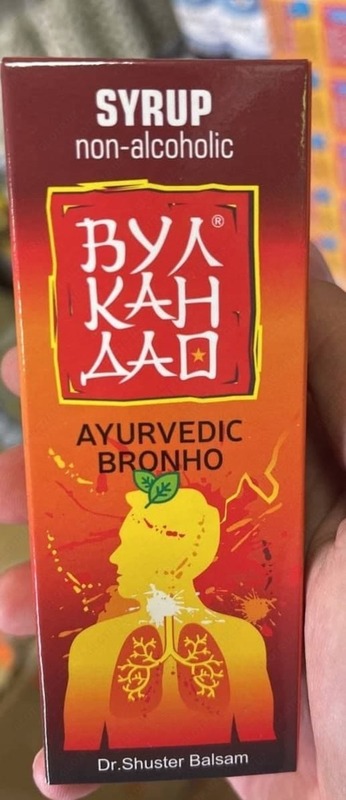 SYRUP
non-alcoholic
ВУЛ®
КАН
ДАО
AYURVEDIC
BRONHO
Dr.Shuster Balsam